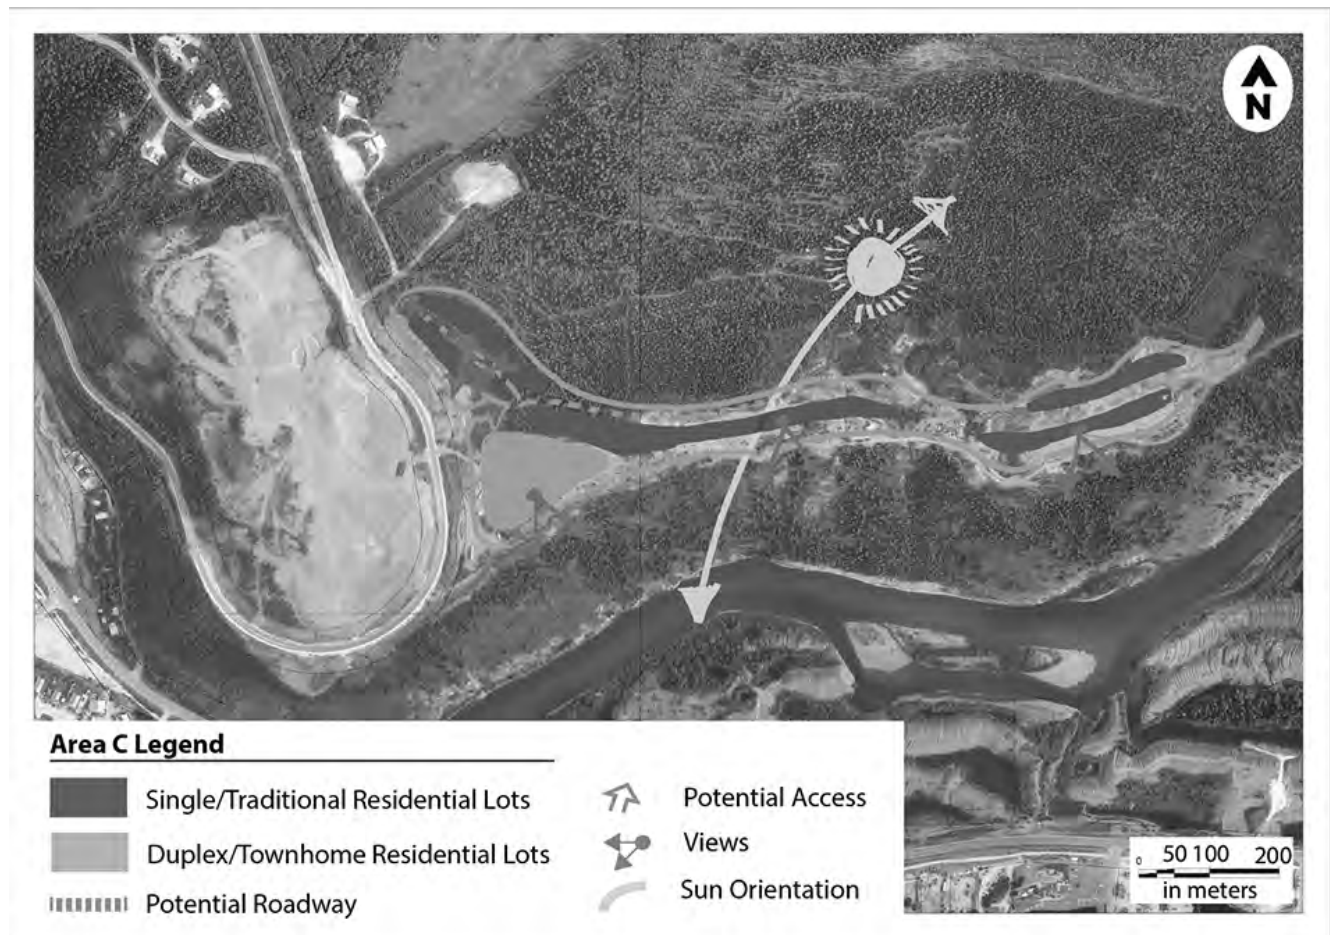 N
Area C Legend
Single/Traditional Residential Lots
Duplex/Townhome Residential Lots
Potential Roadway
Potential Access
Views
Sun Orientation
0 50 100 200
in meters